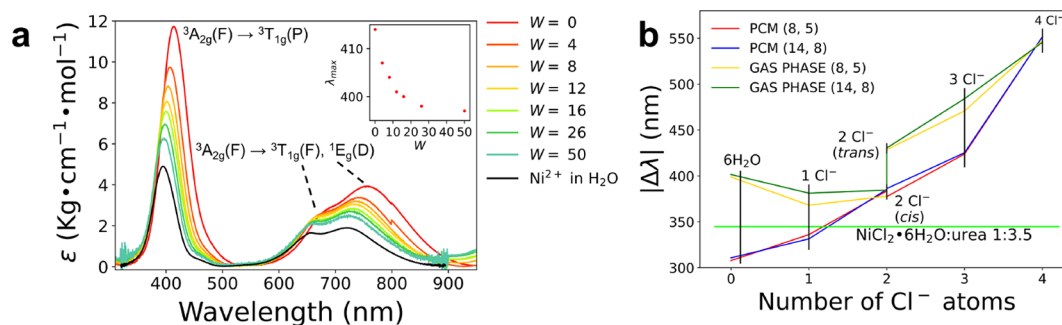 a
³A₂g(F) → ³T₁g(P)
³A₂g(F) → ³T₁g(F), ¹Eg(D)
ε (Kg•cm⁻¹•mol⁻¹)
12
10
8
6
4
2
0
400
500
600
700
800
900
Wavelength (nm)
410
400
λmax
0 10 20 30 40 50
W
W = 0
W = 4
W = 8
W = 12
W = 16
W = 26
W = 50
Ni²⁺ in H₂O
b
PCM (8, 5)
PCM (14, 8)
GAS PHASE (8, 5)
GAS PHASE (14, 8)
4 Cl⁻
3 Cl⁻
2 Cl⁻
(trans)
6H₂O
1 Cl⁻
2 Cl⁻
(cis)
NiCl₂•6H₂O:urea 1:3.5
|Δλ| (nm)
550
500
450
400
350
300
0 1 2 3 4
Number of Cl⁻ atoms